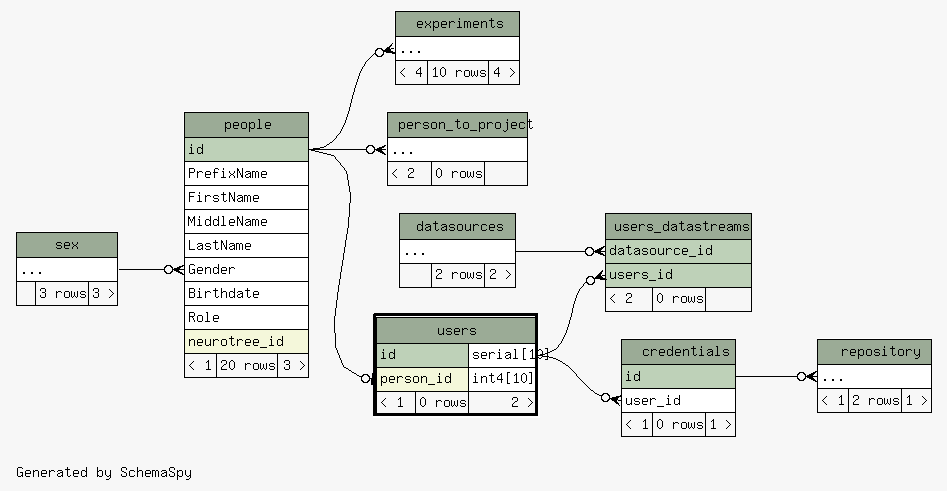 experiments
...
< 4 10 rows 4 >
people
id
PrefixName
FirstName
MiddleName
LastName
Gender
Birthdate
Role
neurotree_id
< 1 20 rows 3 >
person_to_project
...
< 2 0 rows
sex
...
3 rows 3 >
datasources
...
2 rows 2 >
users_datastreams
datasource_id
users_id
< 2 0 rows
users
id serial[10]
person_id int4[10]
< 1 0 rows 2 >
credentials
id
user_id
< 1 0 rows 1 >
repository
...
< 1 2 rows 1 >
Generated by SchemaSpy